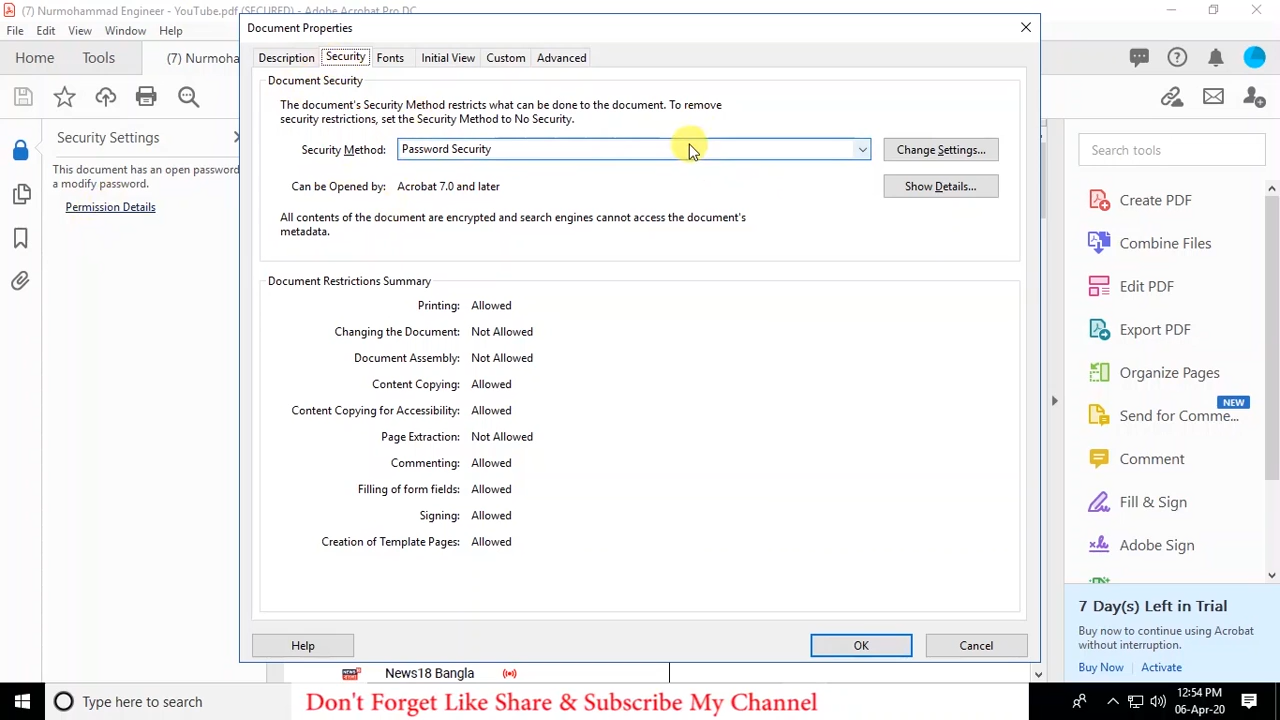 (7) Nurmohammad Engineer - YouTube.pdf (SECURED) - Adobe Acrobat Pro DC
File Edit View Window Help
Home Tools (7) Nurmoha
Document Properties
Description Security Fonts Initial View Custom Advanced
Document Security
The document's Security Method restricts what can be done to the document. To remove
security restrictions, set the Security Method to No Security.
Security Method: Password Security Change Settings...
Can be Opened by: Acrobat 7.0 and later Show Details...
All contents of the document are encrypted and search engines cannot access the document's
metadata.
Document Restrictions Summary
Printing: Allowed
Changing the Document: Not Allowed
Document Assembly: Not Allowed
Content Copying: Allowed
Content Copying for Accessibility: Allowed
Page Extraction: Not Allowed
Commenting: Allowed
Filling of form fields: Allowed
Signing: Allowed
Creation of Template Pages: Allowed
Help OK Cancel
Security Settings
This document has an open password
a modify password.
Permission Details
Search tools
Create PDF
Combine Files
Edit PDF
Export PDF
Organize Pages
NEW
Send for Comme...
Comment
Fill & Sign
Adobe Sign
7 Day(s) Left in Trial
Buy now to continue using Acrobat
without interruption.
Buy Now Activate
News18 Bangla
Type here to search
Don't Forget Like Share & Subscribe My Channel
12:54 PM
06-Apr-20